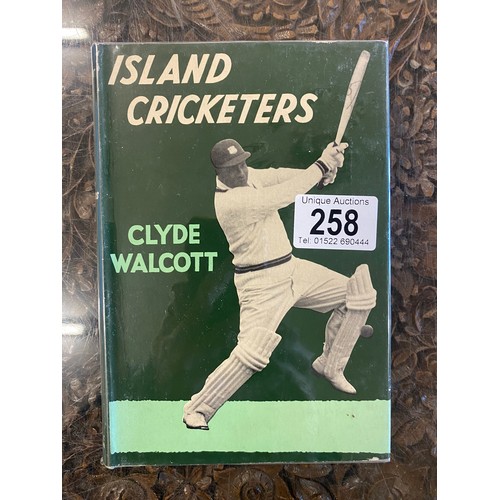 ISLAND
CRICKETERS
CLYDE
WALCOTT
Unique Auctions
258
Tel: 01522 690444